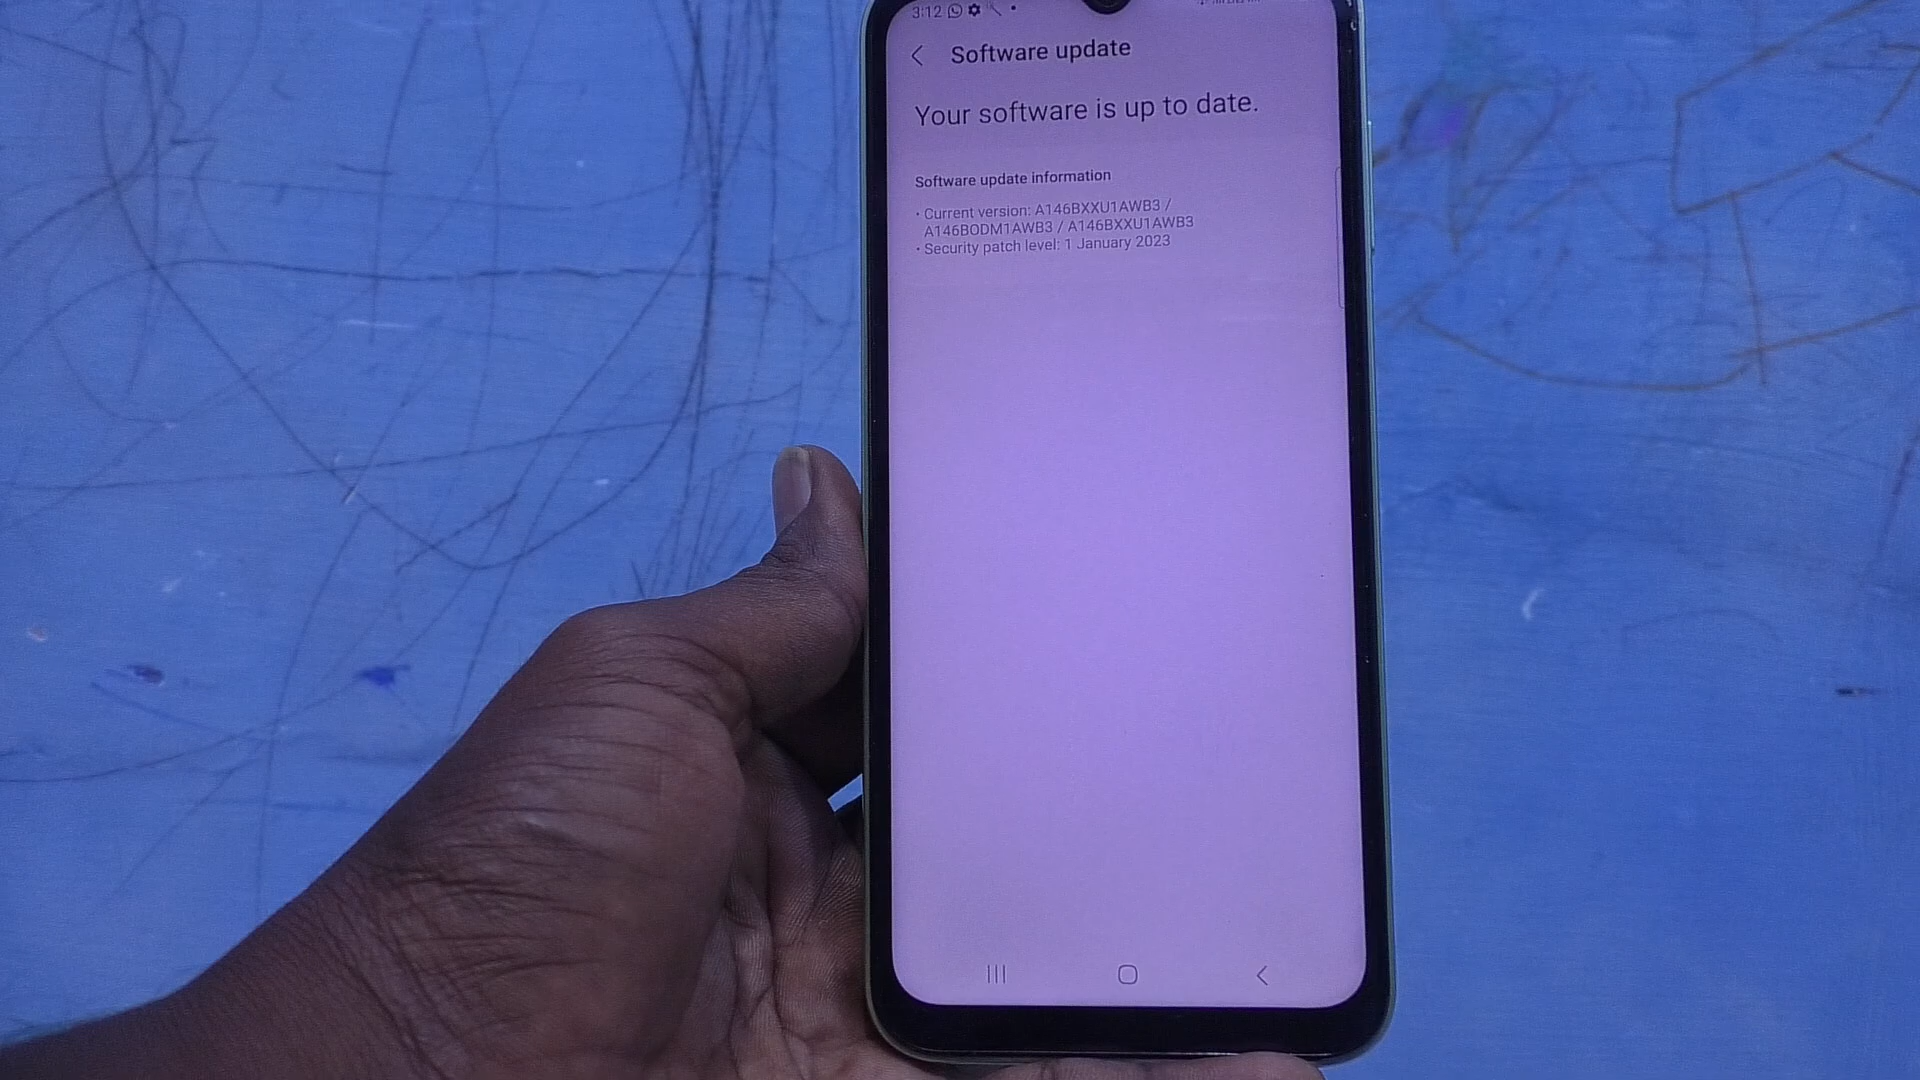 3:12
Software update
Your software is up to date.
Software update information
• Current version: A146BXXU1AWB3 /
A146BODM1AWB3 / A146BXXU1AWB3
• Security patch level: 1 January 2023